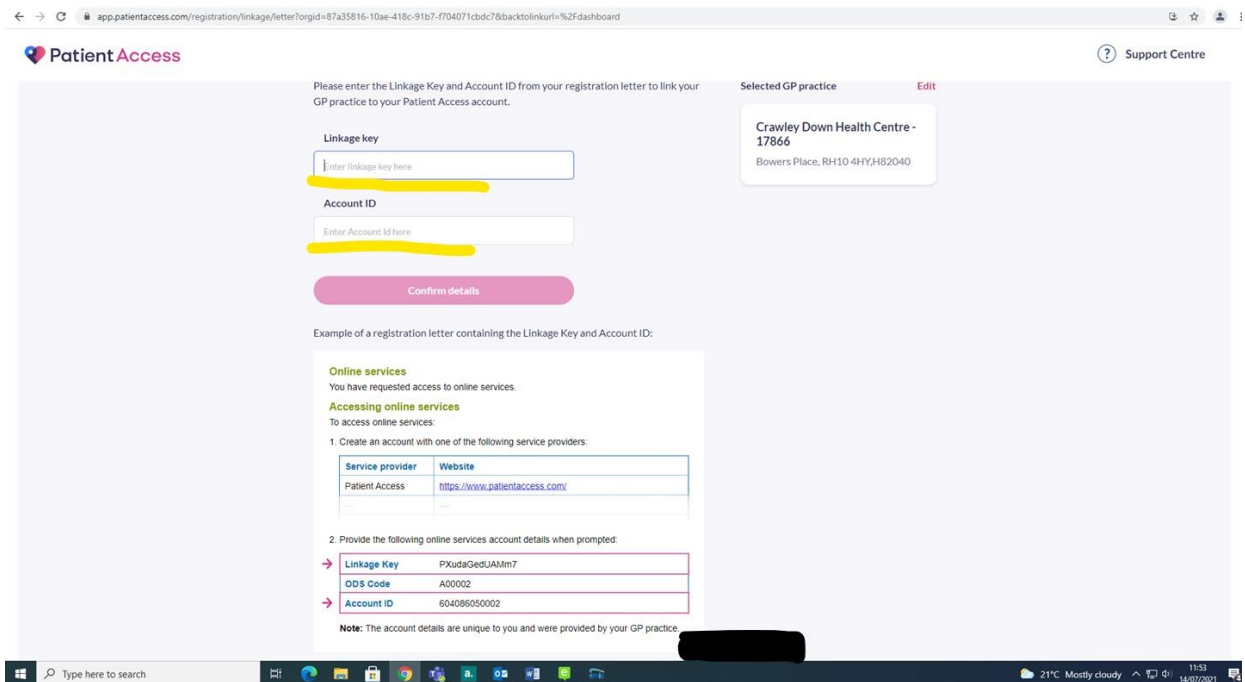 app.patientaccess.com/registration/linkage/letter?orgid=87a35816-10ae-418c-91b7-f704071cbdc7&backtolinkurl=%2Fdashboard
Patient Access
? Support Centre
Please enter the Linkage Key and Account ID from your registration letter to link your
GP practice to your Patient Access account.
Linkage key
Enter linkage key here
Account ID
Enter Account Id here
Confirm details
Selected GP practice Edit
Crawley Down Health Centre -
17866
Bowers Place, RH10 4HY,H82040
Example of a registration letter containing the Linkage Key and Account ID:
Online services
You have requested access to online services.
Accessing online services
To access online services:
1. Create an account with one of the following service providers:
Service provider Website
Patient Access https://www.patientaccess.com/
2. Provide the following online services account details when prompted:
Linkage Key PXudaGedUAMm7
ODS Code A00002
Account ID 604086050002
Note: The account details are unique to you and were provided by your GP practice.
Type here to search
21°C Mostly cloudy
11:53
14/07/2021